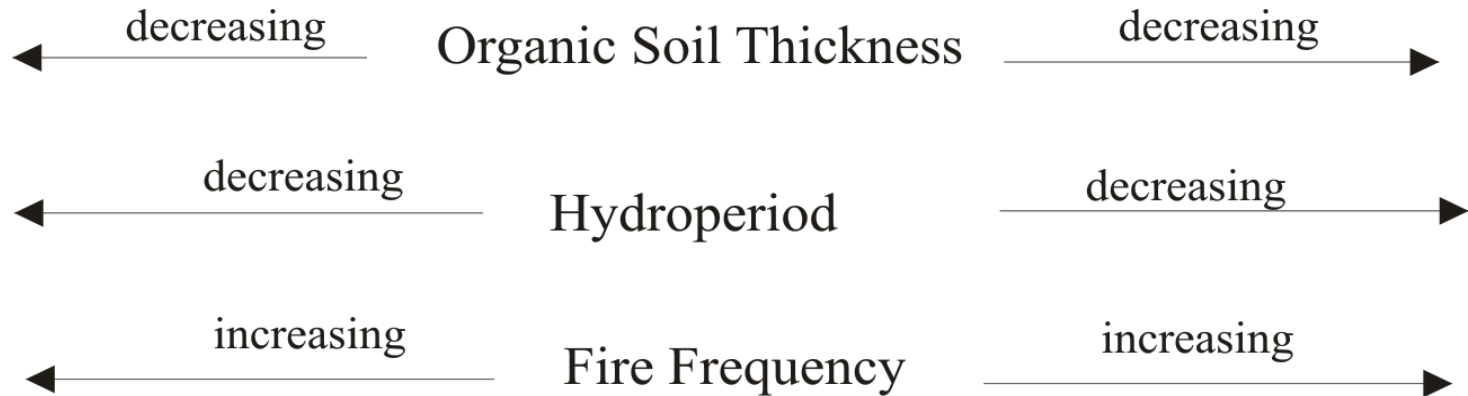 decreasing Organic Soil Thickness decreasing
decreasing Hydroperiod decreasing
increasing Fire Frequency increasing